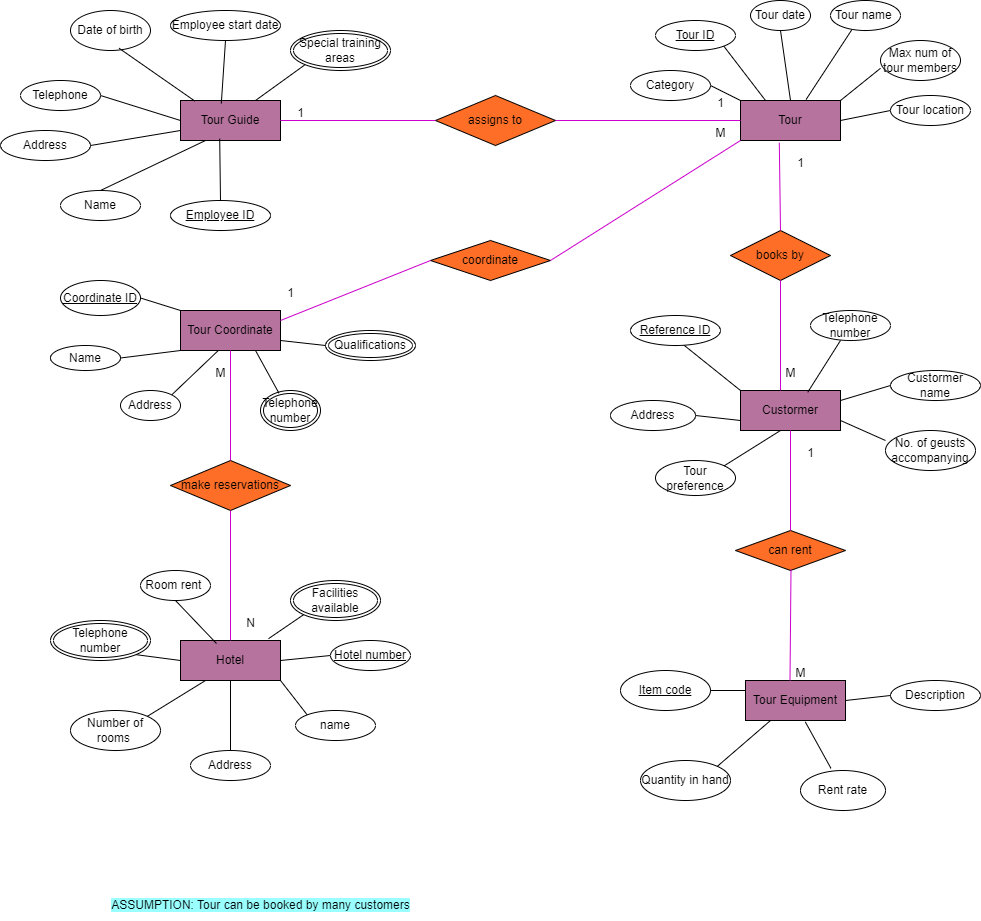 Date of birth
Employee start date
Special training
areas
Telephone
Tour Guide
1
assigns to
Address
Name
Employee ID
Tour date
Tour name
Tour ID
Max num of
tour members
Category
1
Tour
Tour location
M
1
coordinate
books by
1
Coordinate ID
Tour Coordinate
Name
Qualifications
M
Address
Telephone
number
Reference ID
Telephone
number
M
Custormer
name
Address
Custormer
No. of geusts
accompanying
1
Tour
preference
make reservations
can rent
Room rent
Facilities
available
N
Telephone
number
Hotel
Hotel number
Number of
rooms
name
Address
M
Item code
Tour Equipment
Description
Quantity in hand
Rent rate
ASSUMPTION: Tour can be booked by many customers